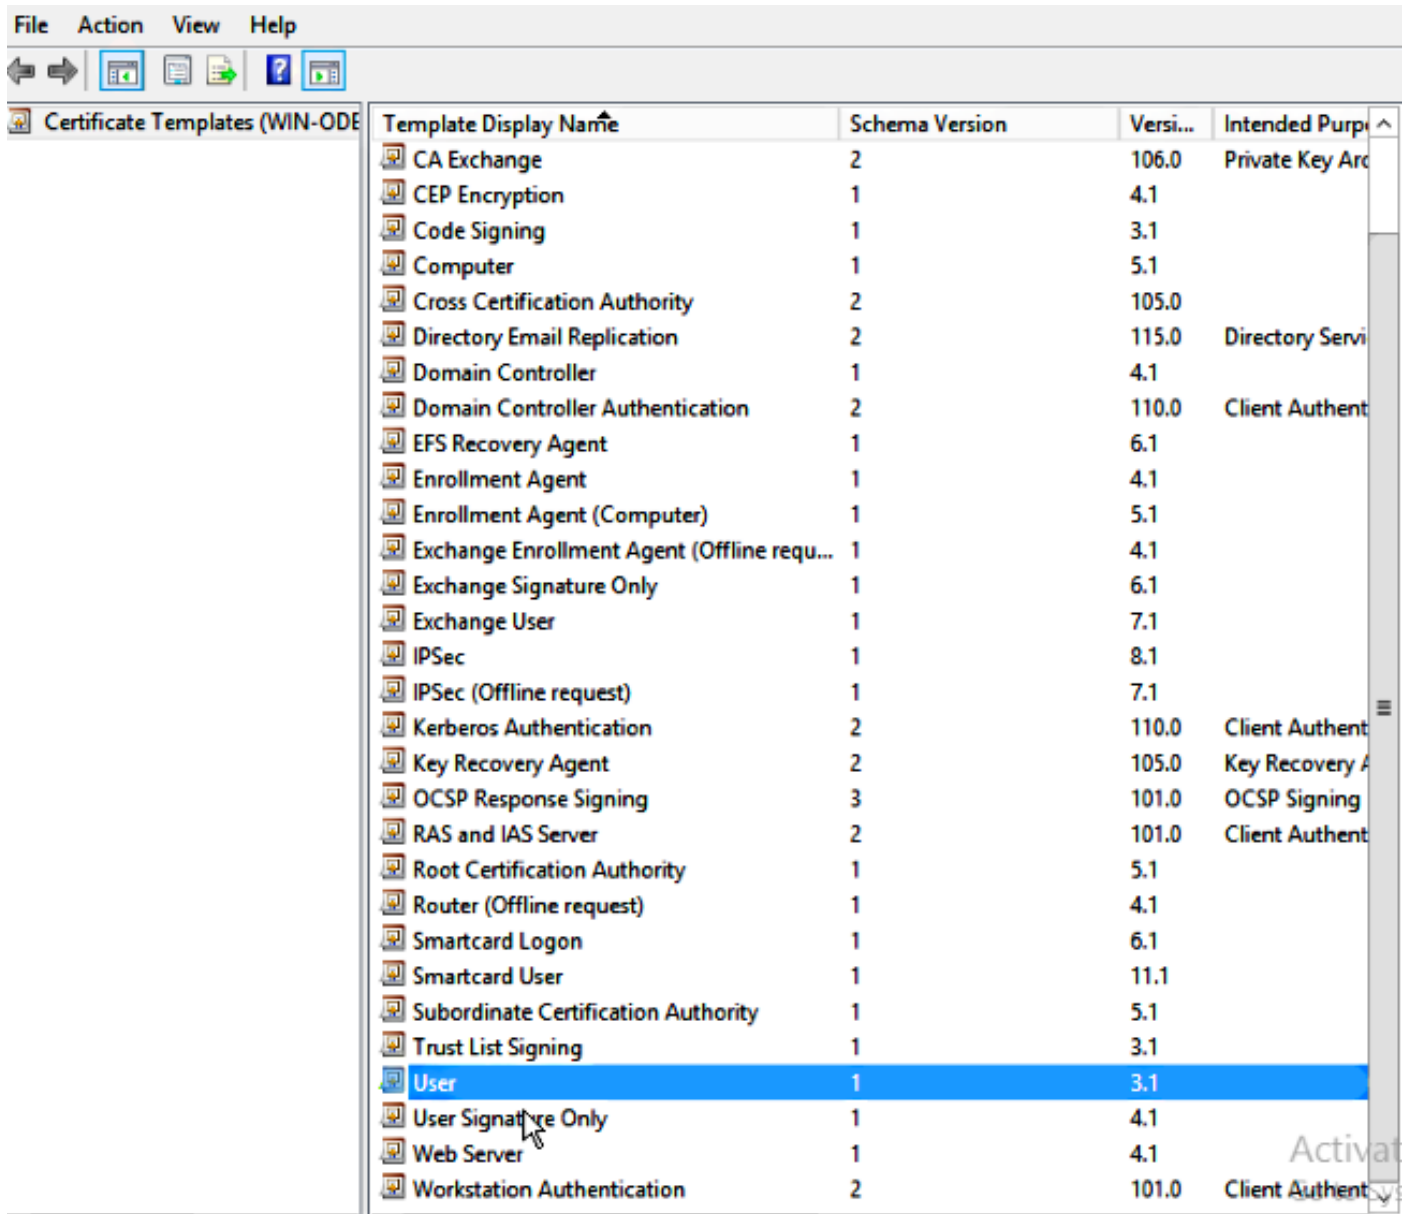 File Action View Help
Certificate Templates (WIN-ODE
Template Display Name Schema Version Versi... Intended Purp
CA Exchange 2 106.0 Private Key Arc
CEP Encryption 1 4.1
Code Signing 1 3.1
Computer 1 5.1
Cross Certification Authority 2 105.0
Directory Email Replication 2 115.0 Directory Servi
Domain Controller 1 4.1
Domain Controller Authentication 2 110.0 Client Authent
EFS Recovery Agent 1 6.1
Enrollment Agent 1 4.1
Enrollment Agent (Computer) 1 5.1
Exchange Enrollment Agent (Offline requ... 1 4.1
Exchange Signature Only 1 6.1
Exchange User 1 7.1
IPSec 1 8.1
IPSec (Offline request) 1 7.1
Kerberos Authentication 2 110.0 Client Authent
Key Recovery Agent 2 105.0 Key Recovery A
OCSP Response Signing 3 101.0 OCSP Signing
RAS and IAS Server 2 101.0 Client Authent
Root Certification Authority 1 5.1
Router (Offline request) 1 4.1
Smartcard Logon 1 6.1
Smartcard User 1 11.1
Subordinate Certification Authority 1 5.1
Trust List Signing 1 3.1
User 1 3.1
User Signature Only 1 4.1
Web Server 1 4.1
Activat
Workstation Authentication 2 101.0 Client Authent